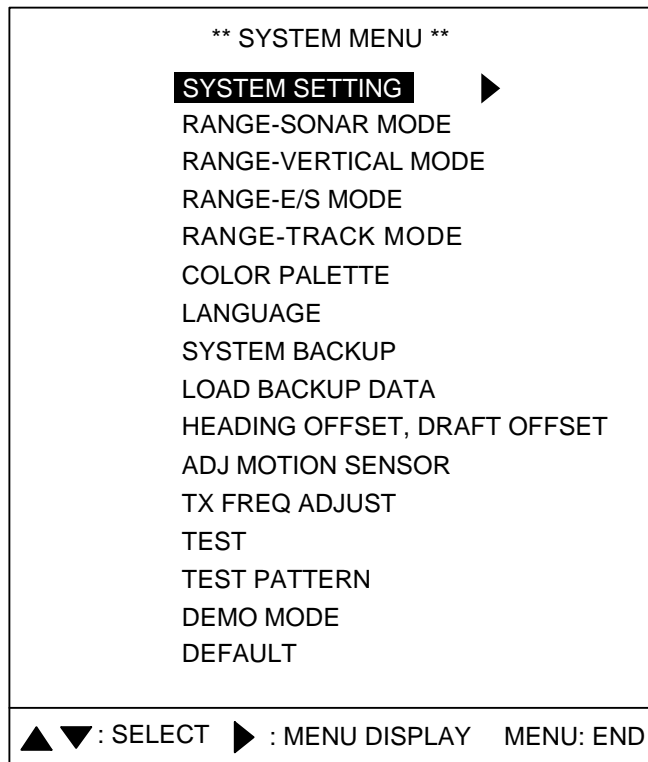 ** SYSTEM MENU **
SYSTEM SETTING ▶
RANGE-SONAR MODE
RANGE-VERTICAL MODE
RANGE-E/S MODE
RANGE-TRACK MODE
COLOR PALETTE
LANGUAGE
SYSTEM BACKUP
LOAD BACKUP DATA
HEADING OFFSET, DRAFT OFFSET
ADJ MOTION SENSOR
TX FREQ ADJUST
TEST
TEST PATTERN
DEMO MODE
DEFAULT
▲ ▼ : SELECT ▶ : MENU DISPLAY MENU: END